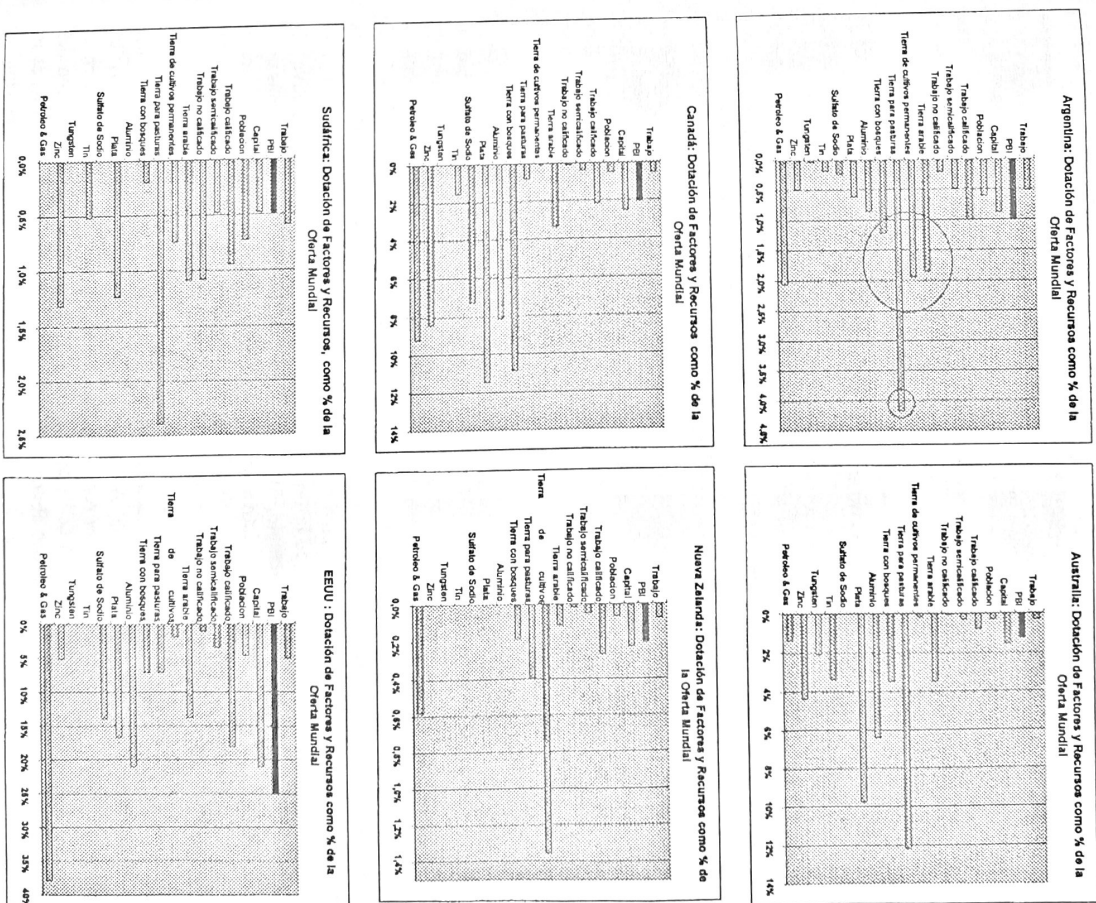 Argentina: Dotación de Factores y Recursos como % de la
Oferta Mundial
Trabajo
PBI
Capital
Poblacion
Trabajo calificado
Trabajo semicalificado
Trabajo no calificado
Tierra arable
Tierra de cultivos permanentes
Tierra para pasturas
Tierra con bosques
Aluminio
Plata
Sulfato de Sodio
Tin
Tungsten
Zinc
Petroleo & Gas
0,0%
0,5%
1,0%
1,5%
2,0%
2,5%
3,0%
3,5%
4,0%
4,5%
Australia: Dotación de Factores y Recursos como % de la
Oferta Mundial
Trabajo
PBI
Capital
Poblacion
Trabajo calificado
Trabajo semicalificado
Trabajo no calificado
Tierra arable
Tierra de cultivos permanentes
Tierra para pasturas
Tierra con bosques
Aluminio
Plata
Sulfato de Sodio
Tin
Tungsten
Zinc
Petroleo & Gas
0%
2%
4%
6%
8%
10%
12%
14%
Canadá: Dotación de Factores y Recursos como % de la
Oferta Mundial
Trabajo
PBI
Capital
Poblacion
Trabajo calificado
Trabajo semicalificado
Trabajo no calificado
Tierra arable
Tierra de cultivos permanentes
Tierra para pasturas
Tierra con bosques
Aluminio
Plata
Sulfato de Sodio
Tin
Tungsten
Zinc
Petroleo & Gas
0%
2%
4%
6%
8%
10%
12%
14%
Nueva Zelanda: Dotación de Factores y Recursos como % de
la Oferta Mundial
Trabajo
PBI
Capital
Poblacion
Trabajo calificado
Trabajo semicalificado
Trabajo no calificado
Tierra arable
Tierra de cultivos
Tierra para pasturas
Tierra con bosques
Aluminio
Plata
Sulfato de Sodio
Tin
Tungsten
Zinc
Petroleo & Gas
0,0%
0,2%
0,4%
0,6%
0,8%
1,0%
1,2%
1,4%
Sudáfrica: Dotación de Factores y Recursos, como % de la
Oferta Mundial
Trabajo
PBI
Capital
Poblacion
Trabajo calificado
Trabajo semicalificado
Trabajo no calificado
Tierra arable
Tierra de cultivos permanentes
Tierra para pasturas
Tierra con bosques
Aluminio
Plata
Sulfato de Sodio
Tin
Tungsten
Zinc
Petroleo & Gas
0,0%
0,5%
1,0%
1,5%
2,0%
2,5%
EEUU : Dotación de Factores y Recursos como % de la
Oferta Mundial
Trabajo
PBI
Capital
Poblacion
Trabajo calificado
Trabajo semicalificado
Trabajo no calificado
Tierra arable
Tierra de cultivos
Tierra para pasturas
Tierra con bosques
Aluminio
Plata
Sulfato de Sodio
Tin
Tungsten
Zinc
Petroleo & Gas
0%
5%
10%
15%
20%
25%
30%
35%
40%